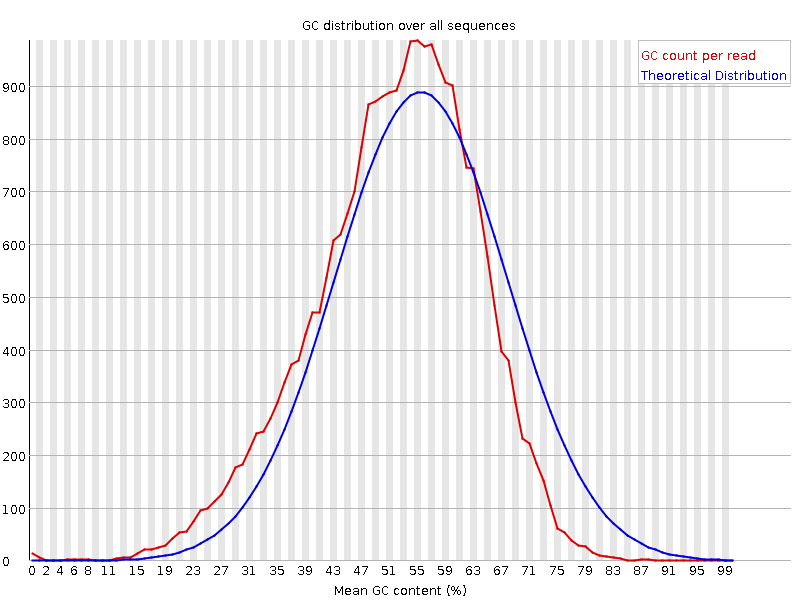 GC distribution over all sequences
GC count per read
Theoretical Distribution
900
800
700
600
500
400
300
200
100
0
0 2 4 6 8 11 15 19 23 27 31 35 39 43 47 51 55 59 63 67 71 75 79 83 87 91 95 99
Mean GC content (%)